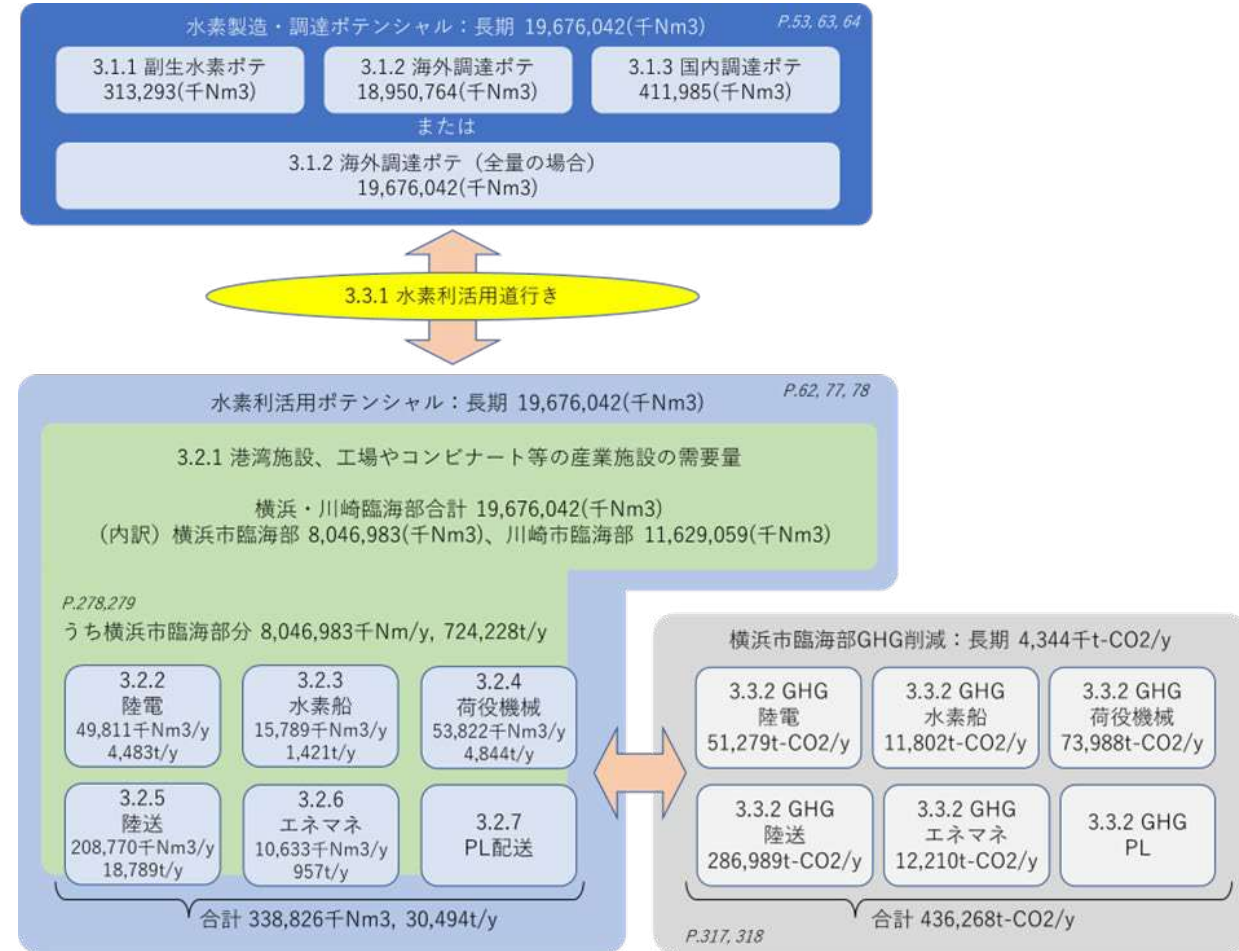 水素製造・調達ポテンシャル：長期 19,676,042(千Nm3)
P.53, 63, 64
3.1.1 副生水素ポテ
313,293(千Nm3)
3.1.2 海外調達ポテ
18,950,764(千Nm3)
3.1.3 国内調達ポテ
411,985(千Nm3)
または
3.1.2 海外調達ポテ（全量の場合）
19,676,042(千Nm3)
3.3.1 水素利活用道行き
水素利活用ポテンシャル：長期 19,676,042(千Nm3)
P.62, 77, 78
3.2.1 港湾施設、工場やコンビナート等の産業施設の需要量
横浜・川崎臨海部合計 19,676,042(千Nm3)
（内訳）横浜市臨海部 8,046,983(千Nm3)、川崎市臨海部 11,629,059(千Nm3)
P.278,279
うち横浜市臨海部分 8,046,983千Nm/y, 724,228t/y
3.2.2
陸電
49,811千Nm3/y
4,483t/y
3.2.3
水素船
15,789千Nm3/y
1,421t/y
3.2.4
荷役機械
53,822千Nm3/y
4,844t/y
3.2.5
陸送
208,770千Nm3/y
18,789t/y
3.2.6
エネマネ
10,633千Nm3/y
957t/y
3.2.7
PL配送
合計 338,826千Nm3, 30,494t/y
横浜市臨海部GHG削減：長期 4,344千t-CO2/y
3.3.2 GHG
陸電
51,279t-CO2/y
3.3.2 GHG
水素船
11,802t-CO2/y
3.3.2 GHG
荷役機械
73,988t-CO2/y
3.3.2 GHG
陸送
286,989t-CO2/y
3.3.2 GHG
エネマネ
12,210t-CO2/y
3.3.2 GHG
PL
合計 436,268t-CO2/y
P.317, 318